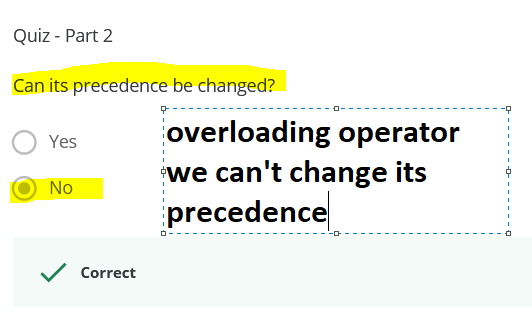 Quiz - Part 2
Can its precedence be changed?
Yes
No
overloading operator
we can't change its
precedence
Correct